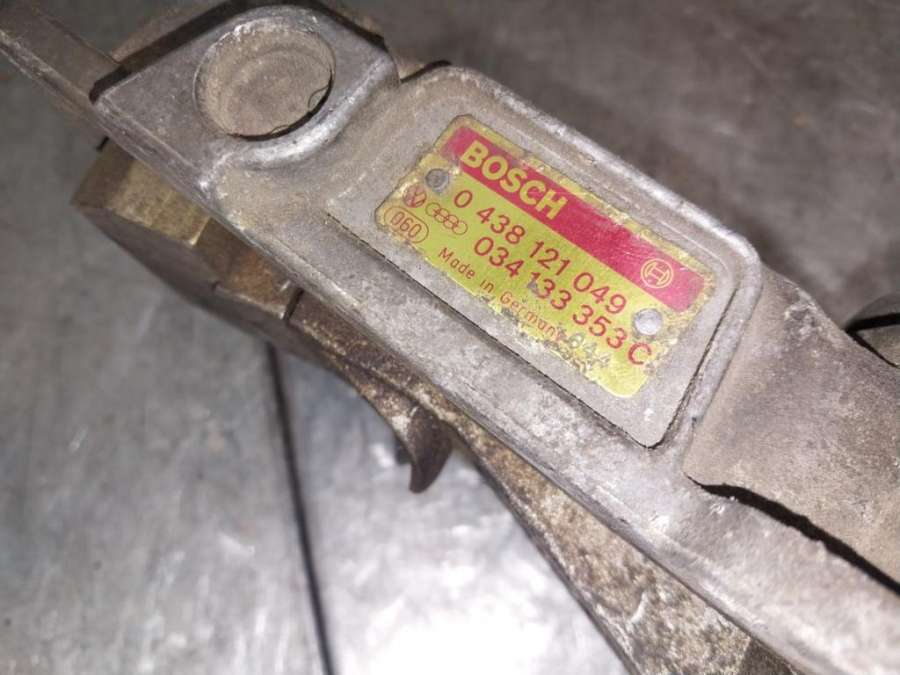 BOSCH
0 438 121 049
034 133 353 C
060
Made in Germany